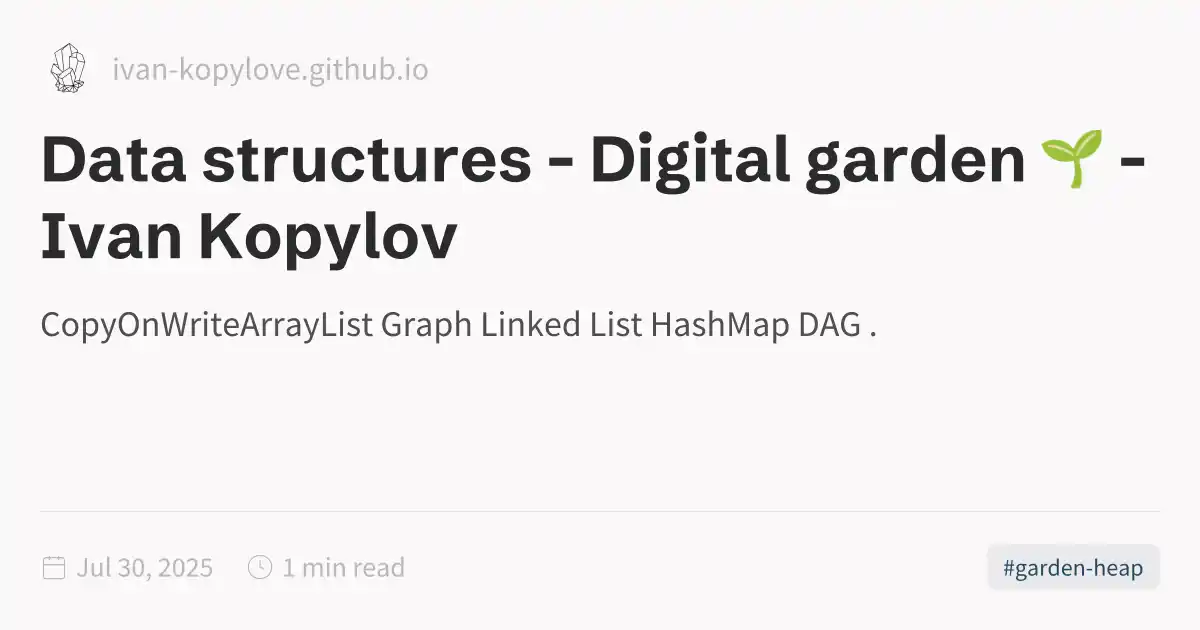 ivan-kopylove.github.io
Data structures - Digital garden 🌱 -
Ivan Kopylov
CopyOnWriteArrayList Graph Linked List HashMap DAG .
Jul 30, 2025 1 min read
#garden-heap